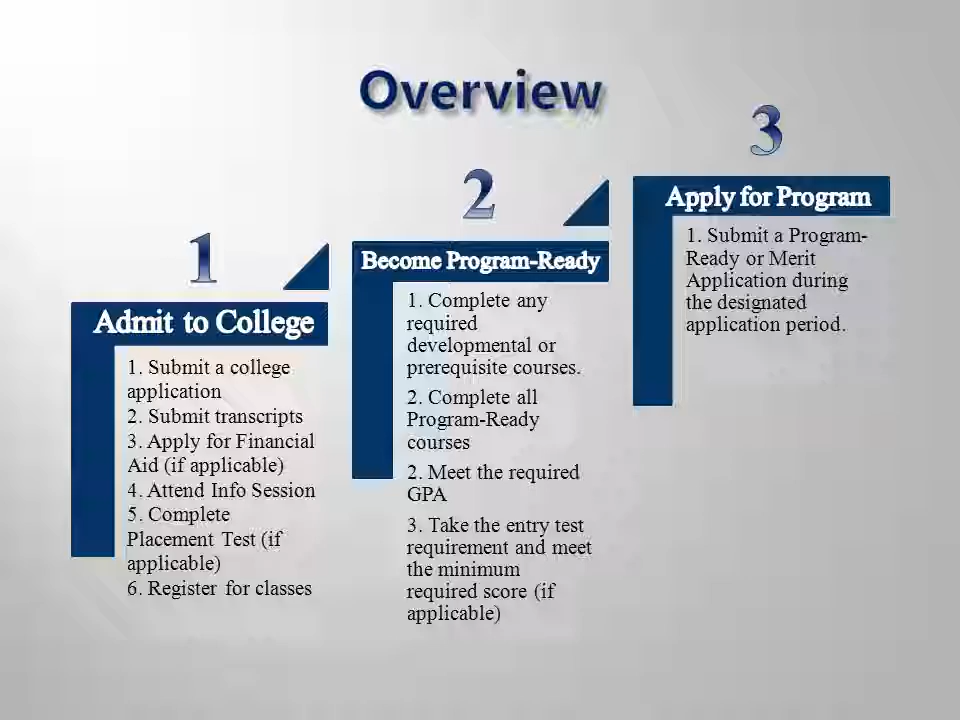 Overview
1
Admit to College
1. Submit a college
application
2. Submit transcripts
3. Apply for Financial
Aid (if applicable)
4. Attend Info Session
5. Complete
Placement Test (if
applicable)
6. Register for classes
2
Become Program-Ready
1. Complete any
required
developmental or
prerequisite courses.
2. Complete all
Program-Ready
courses
2. Meet the required
GPA
3. Take the entry test
requirement and meet
the minimum
required score (if
applicable)
3
Apply for Program
1. Submit a Program-
Ready or Merit
Application during
the designated
application period.